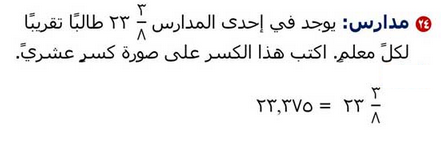 ٢٤ مدارس: يوجد في إحدى المدارس ٣/٨ ٢٣ طالبًا تقريبًا
لكلِّ معلمٍ. اكتب هذا الكسر على صورة كسرٍ عشريّ.
٢٣,٣٧٥ = ٢٣ ٣/٨